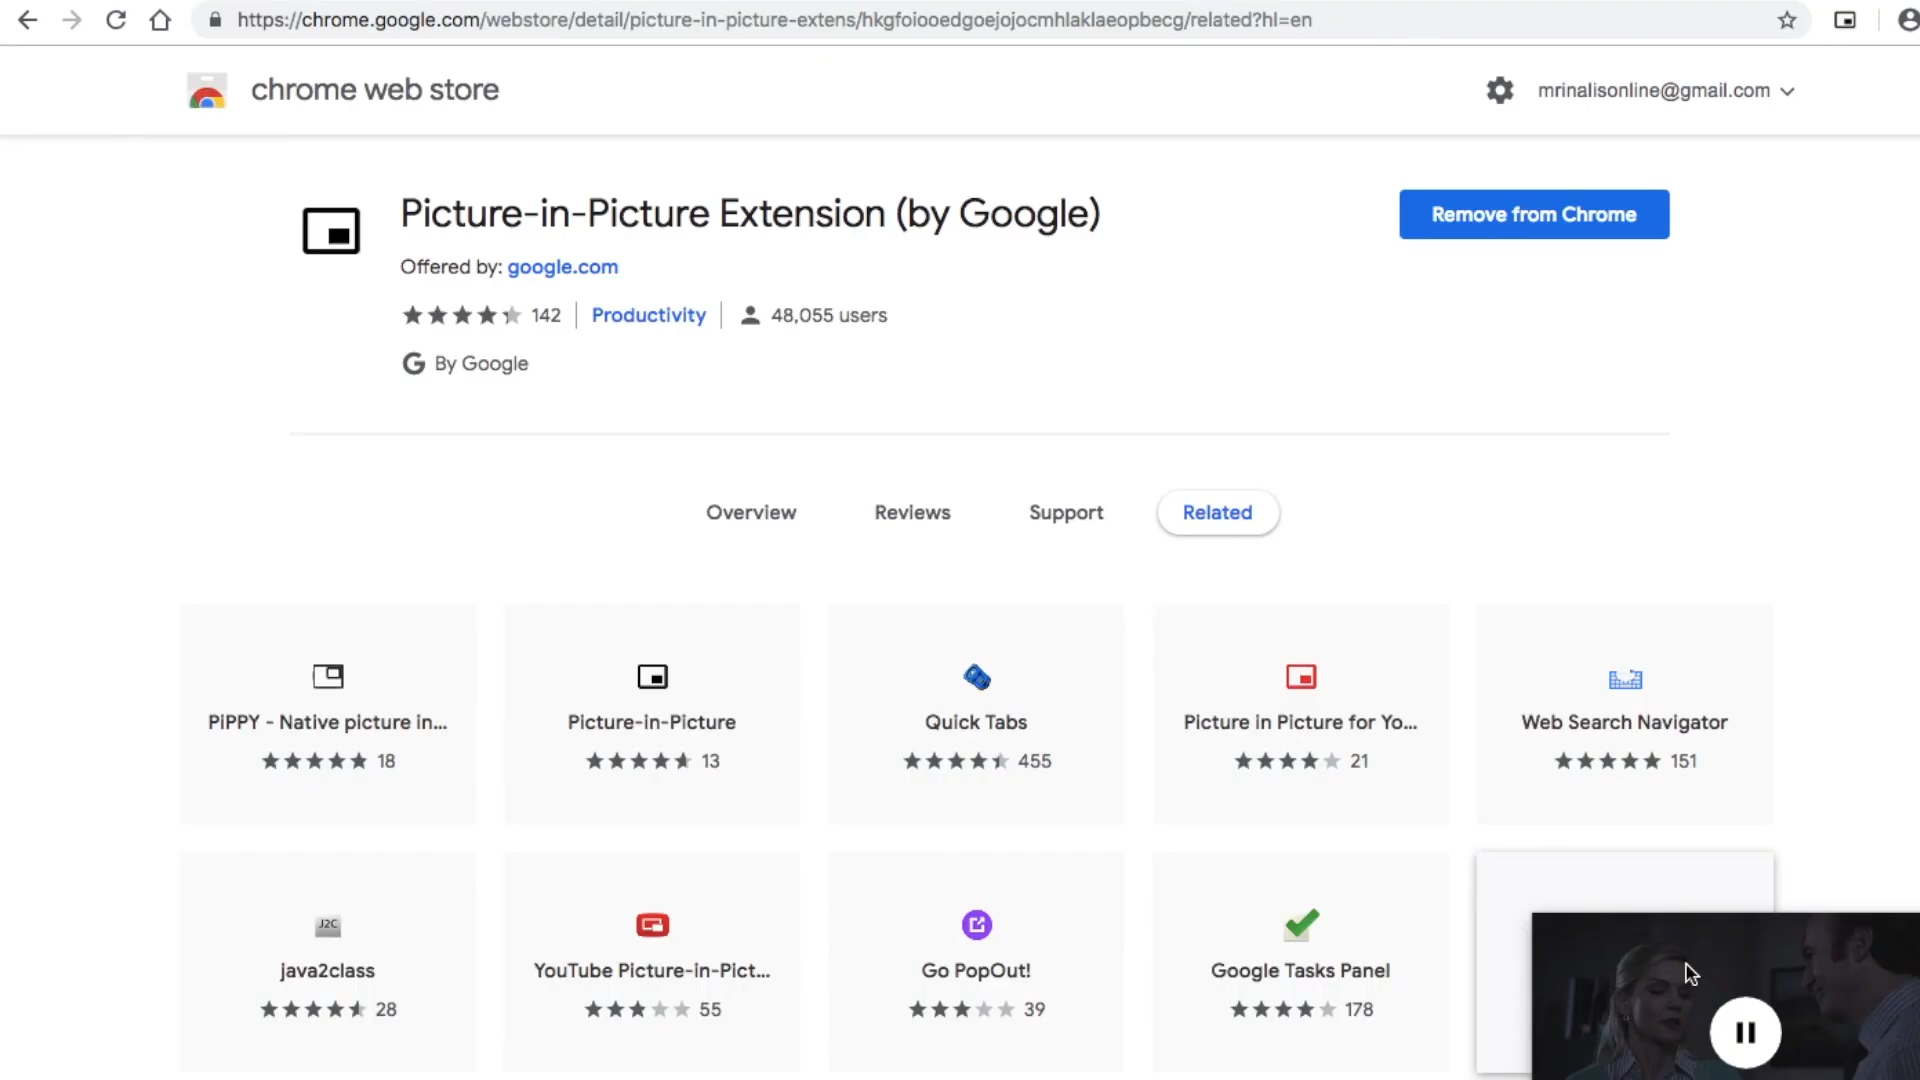 https://chrome.google.com/webstore/detail/picture-in-picture-extens/hkgfoiooedgoejojocmhlaklaeopbecg/related?hl=en
chrome web store
mrinalisonline@gmail.com
Picture-in-Picture Extension (by Google)
Remove from Chrome
Offered by: google.com
142 Productivity 48,055 users
G By Google
Overview Reviews Support Related
PiPPY - Native picture in... Picture-in-Picture Quick Tabs Picture in Picture for Yo... Web Search Navigator
18 13 455 21 151
J2C
java2class YouTube Picture-in-Pict... Go PopOut! Google Tasks Panel
28 55 39 178